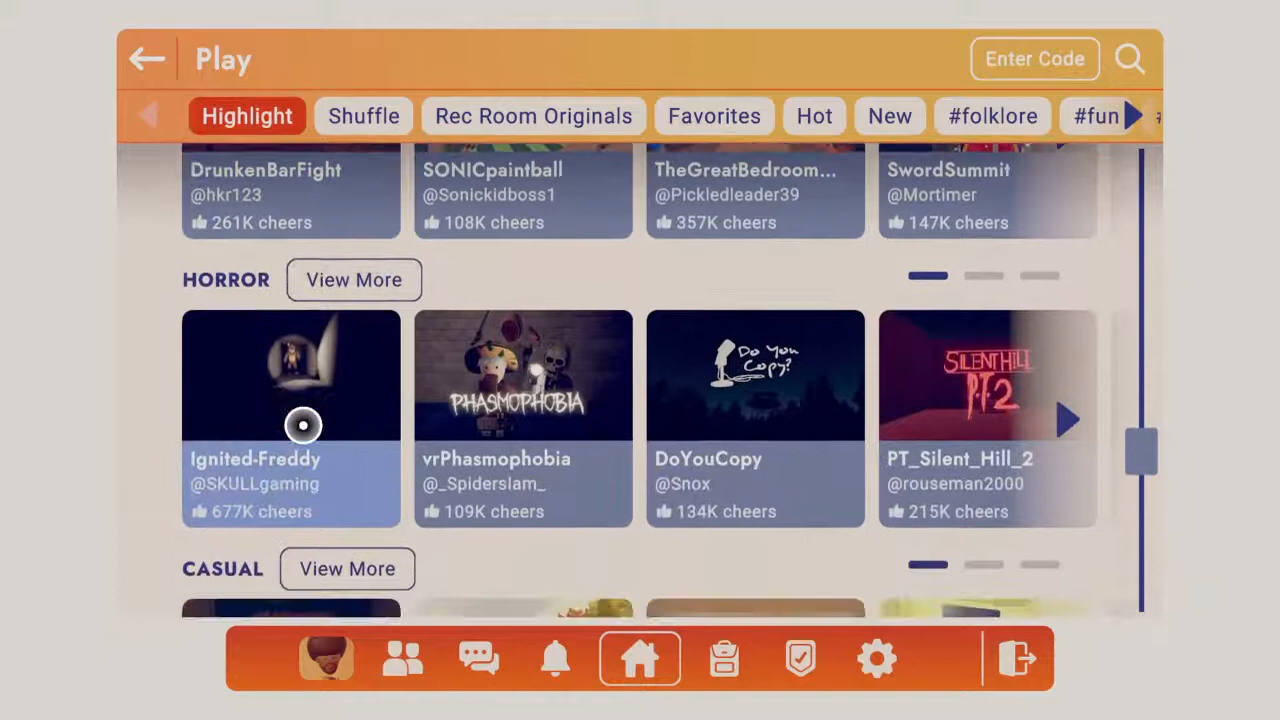 Play
Enter Code
Highlight
Shuffle
Rec Room Originals
Favorites
Hot
New
#folklore
#fun
DrunkenBarFight
@hkr123
261K cheers
SONICpaintball
@Sonickidboss1
108K cheers
TheGreatBedroom...
@Pickledleader39
357K cheers
SwordSummit
@Mortimer
147K cheers
HORROR
View More
Ignited-Freddy
@SKULLgaming
677K cheers
PHASMOPHOBIA
vrPhasmophobia
@_Spiderslam_
109K cheers
Do You
Copy?
DoYouCopy
@Snox
134K cheers
SILENT HILL
P.T.2
PT_Silent_Hill_2
@rouseman2000
215K cheers
CASUAL
View More